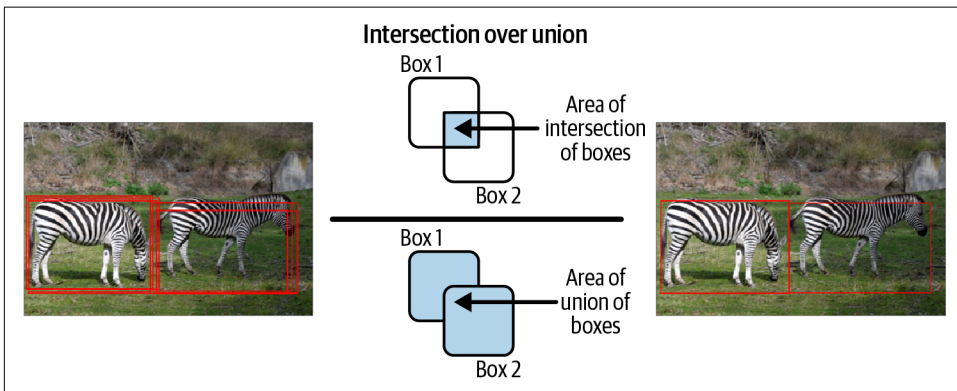 Intersection over union
Box 1
Area of
intersection
of boxes
Box 2
Box 1
Area of
union of
boxes
Box 2